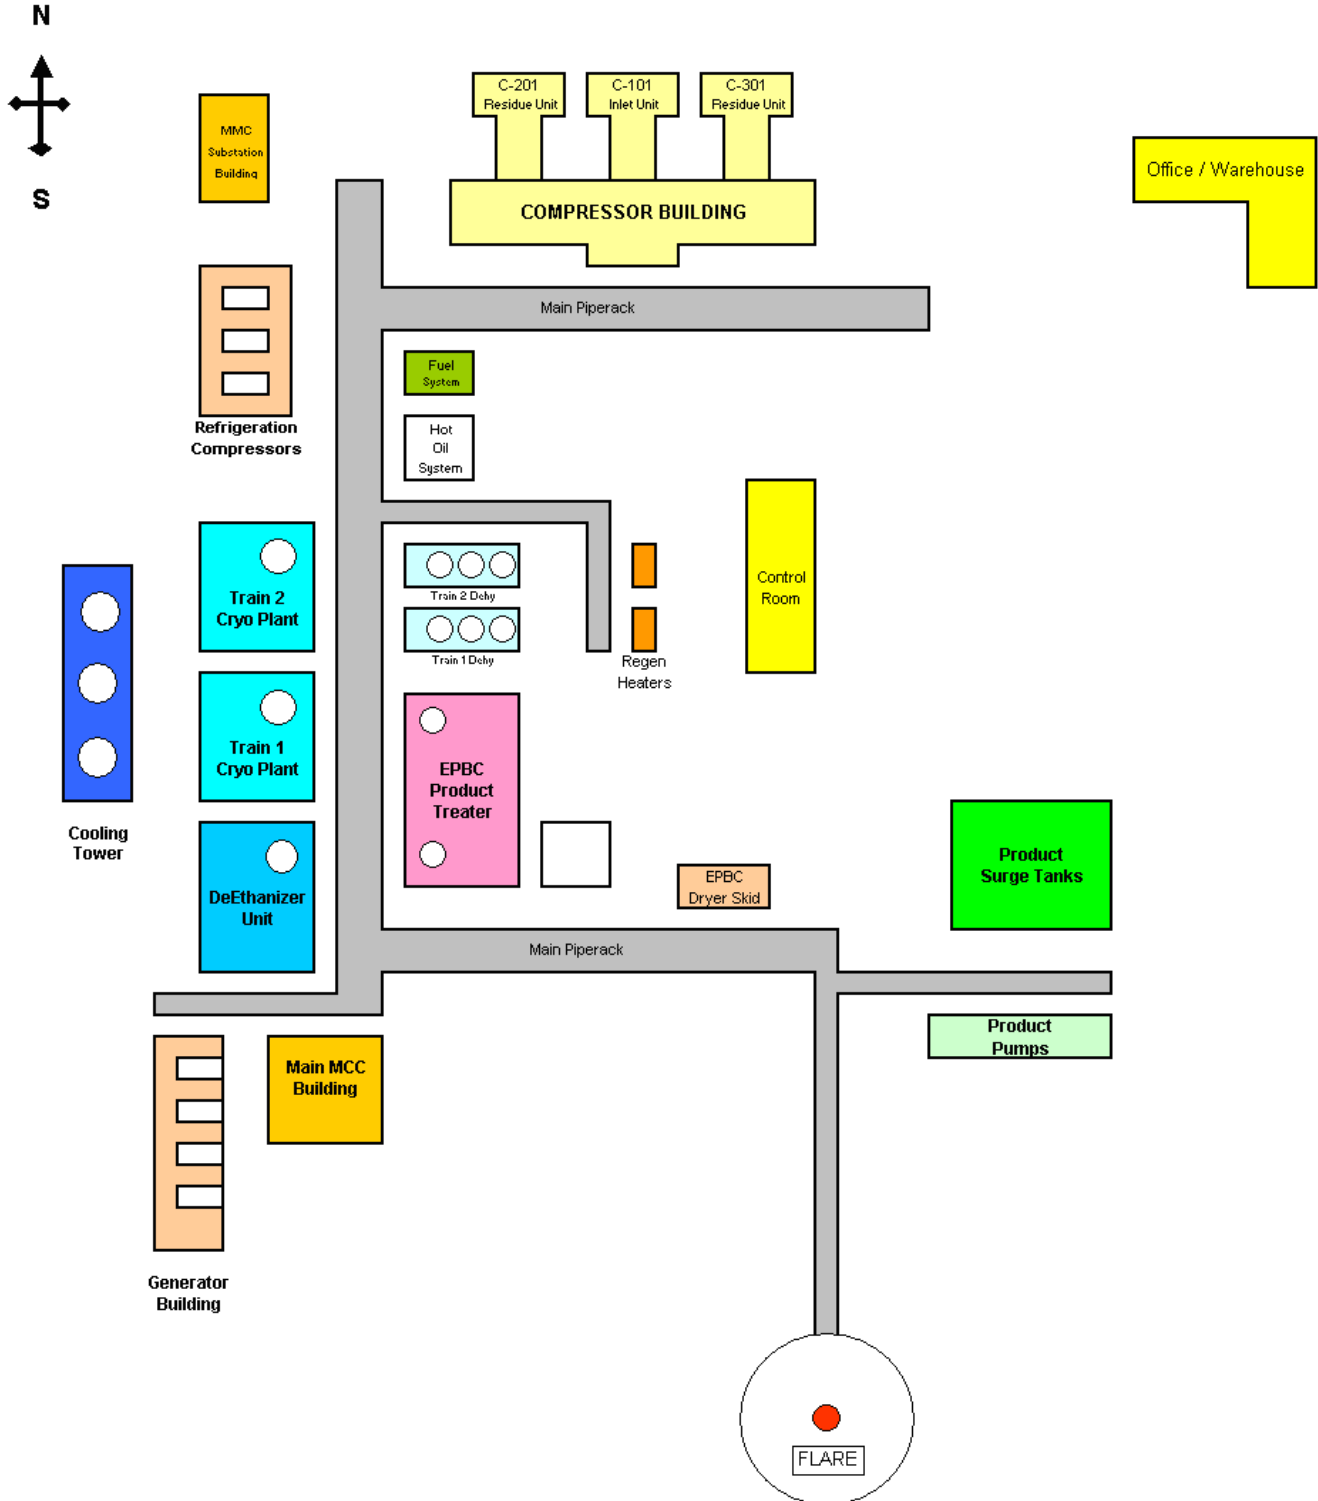 N
S
C-201
Residue Unit
C-101
Inlet Unit
C-301
Residue Unit
MMC
Substation
Building
Office / Warehouse
COMPRESSOR BUILDING
Main Piperack
Fuel
System
Refrigeration
Compressors
Hot
Oil
System
Control
Room
Train 2
Cryo Plant
Train 2 Dehy
Train 1 Dehy
Regen
Heaters
Train 1
Cryo Plant
EPBC
Product
Treater
Cooling
Tower
DeEthanizer
Unit
EPBC
Dryer Skid
Product
Surge Tanks
Main Piperack
Product
Pumps
Main MCC
Building
Generator
Building
FLARE